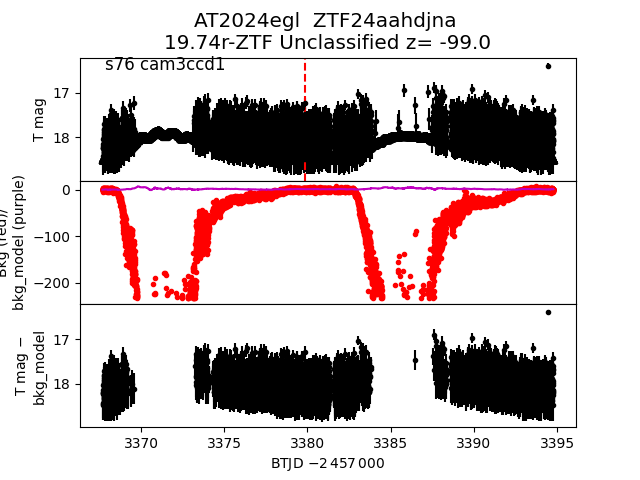 AT2024egl  ZTF24aahdjna
19.74r-ZTF Unclassified z= -99.0
s76 cam3ccd1
T mag
17
18
Bkg (red)/
bkg_model (purple)
0
−100
−200
T mag −
bkg_model
17
18
3370 3375 3380 3385 3390 3395
BTJD −2 457 000